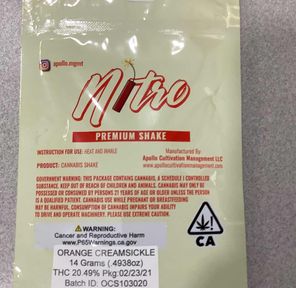 apollo.mgmt
Nitro
PREMIUM SHAKE
INSTRUCTION FOR USE: HEAT AND INHALE
Manufactured By:
Apollo Cultivation Management LLC
PRODUCT: CANNABIS SHAKE
www.apollocultivationmanagement.com
GOVERNMENT WARNING: THIS PACKAGE CONTAINS CANNABIS, A SCHEDULE I CONTROLLED
SUBSTANCE. KEEP OUT OF REACH OF CHILDREN AND ANIMALS. CANNABIS MAY ONLY BE
POSSESSED OR CONSUMED BY PERSONS 21 YEARS OF AGE OR OLDER UNLESS THE PERSON
IS A QUALIFIED PATIENT. CANNABIS USE WHILE PREGNANT OR BREASTFEEDING
MAY BE HARMFUL. CONSUMPTION OF CANNABIS IMPAIRS YOUR ABILITY
TO DRIVE AND OPERATE MACHINERY. PLEASE USE EXTREME CAUTION.
WARNING:
Cancer and Reproductive Harm
www.P65Warnings.ca.gov
CA
ORANGE CREAMSICKLE
14 Grams (.4938oz)
THC 20.49% Pkg:02/23/21
Batch ID: OCS103020